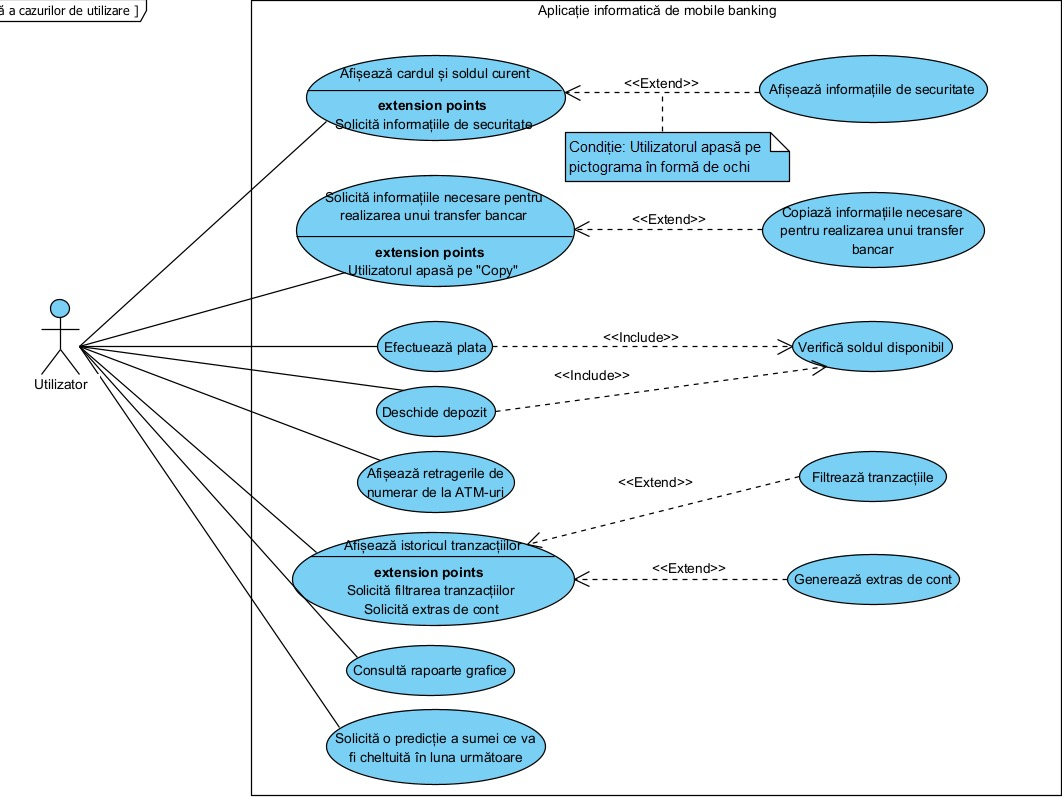 ă a cazurilor de utilizare ]
Aplicație informatică de mobile banking
Afișează cardul și soldul curent
extension points
Solicită informațiile de securitate
<<Extend>>
Afișează informațiile de securitate
Condiție: Utilizatorul apasă pe
pictograma în formă de ochi
Solicită informațiile necesare pentru
realizarea unui transfer bancar
extension points
Utilizatorul apasă pe "Copy"
<<Extend>>
Copiază informațiile necesare
pentru realizarea unui transfer
bancar
Utilizator
Efectuează plata
<<Include>>
Verifică soldul disponibil
<<Include>>
Deschide depozit
Afișează retragerile de
numerar de la ATM-uri
<<Extend>>
Filtrează tranzacțiile
Afișează istoricul tranzacțiilor
extension points
Solicită filtrarea tranzacțiilor
Solicită extras de cont
<<Extend>>
Generează extras de cont
Consultă rapoarte grafice
Solicită o predicție a sumei ce va
fi cheltuită în luna următoare